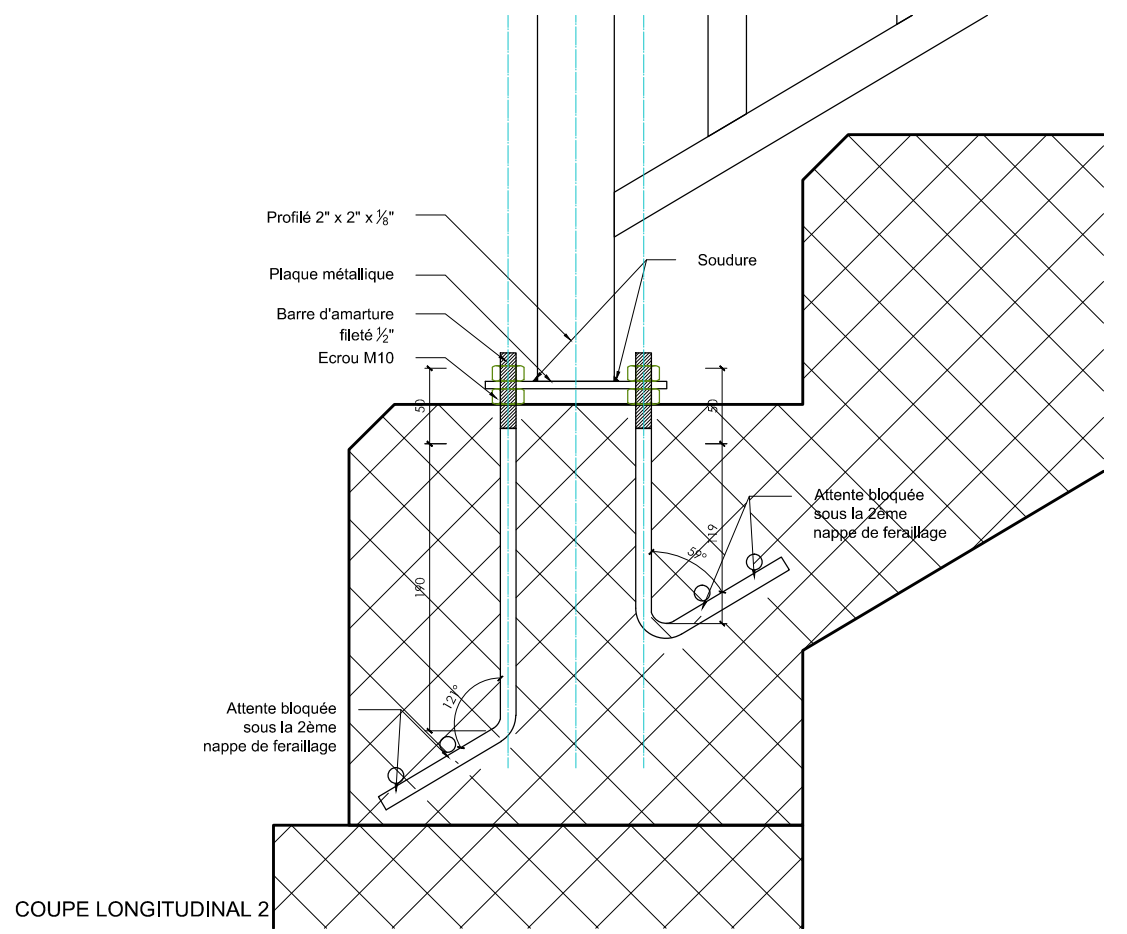 Profilé 2" x 2" x ⅛"
Soudure
Plaque métallique
Barre d'amarture
fileté ½"
Ecrou M10
50
50
Attente bloquée
sous la 2ème
nappe de feraillage
119
59°
190
121°
Attente bloquée
sous la 2ème
nappe de feraillage
COUPE LONGITUDINAL 2